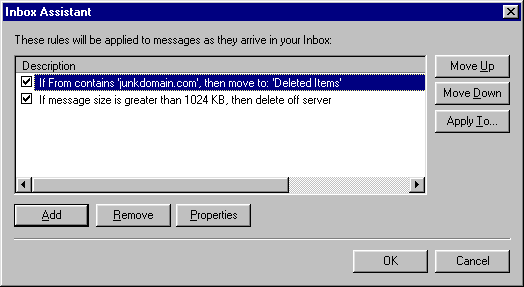 Inbox Assistant
These rules will be applied to messages as they arrive in your Inbox:
Description
If From contains 'junkdomain.com', then move to: 'Deleted Items'
If message size is greater than 1024 KB, then delete off server
Move Up
Move Down
Apply To...
Add Remove Properties
OK Cancel